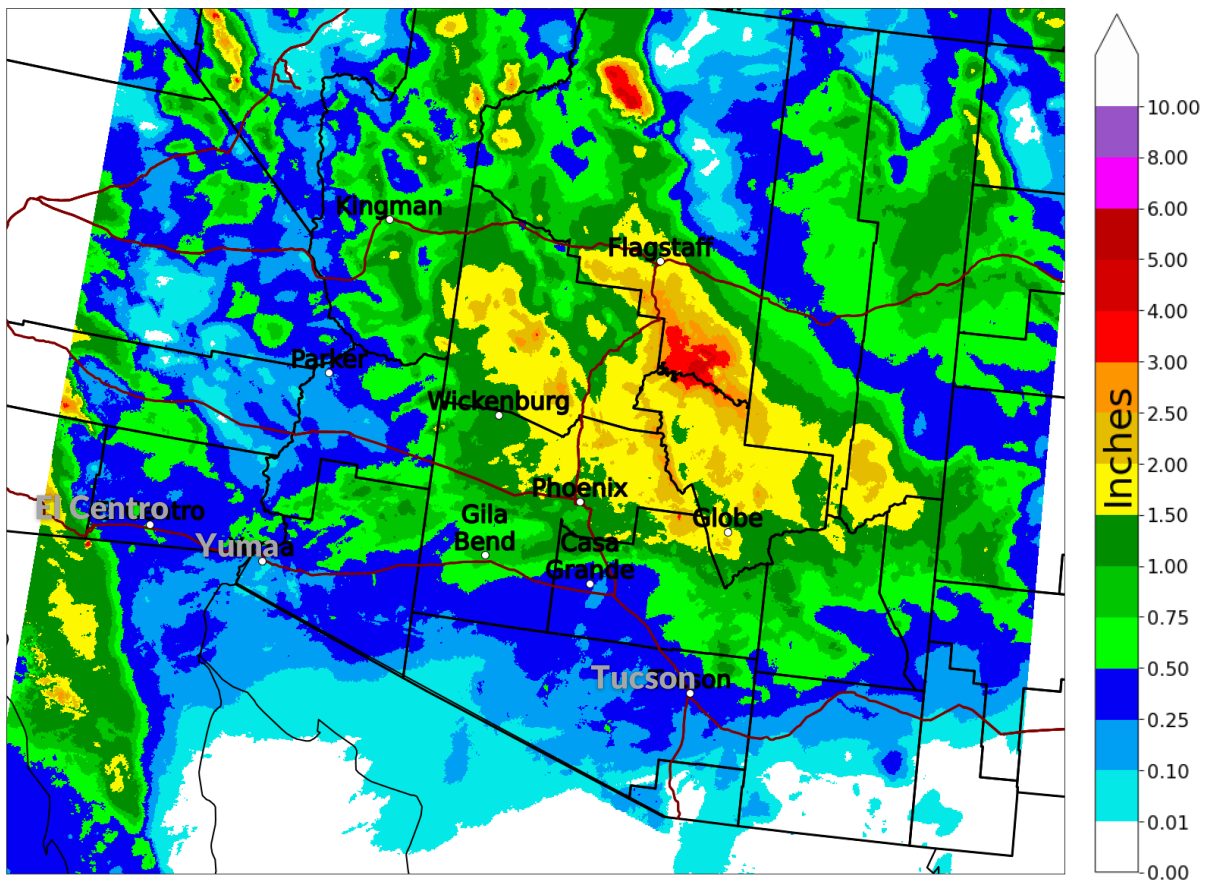 Kingman
Flagstaff
Parker
Wickenburg
Phoenix
El Centro
Gila
Bend
Globe
Yuma
Casa
Grande
Tucson
Inches
10.00
8.00
6.00
5.00
4.00
3.00
2.50
2.00
1.50
1.00
0.75
0.50
0.25
0.10
0.01
0.00